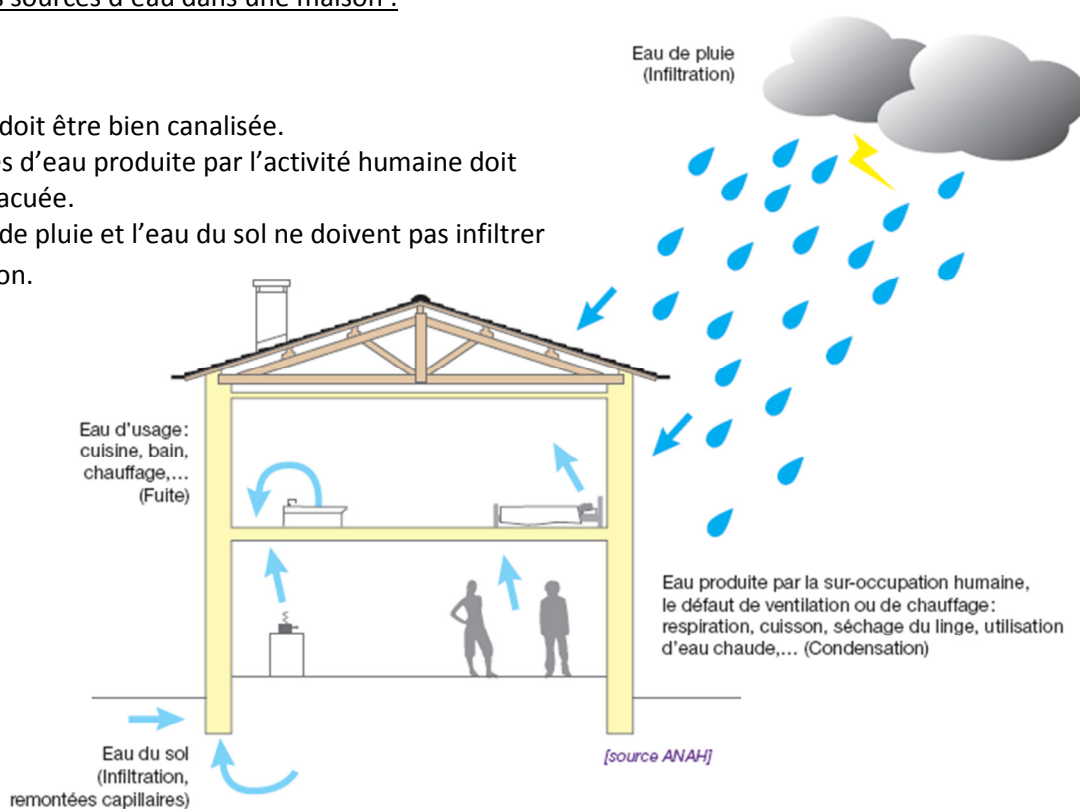 sources d'eau dans une maison :
Eau de pluie
(Infiltration)
doit être bien canalisée.
d'eau produite par l'activité humaine doit
de pluie et l'eau du sol ne doivent pas infiltrer
Eau d'usage:
cuisine, bain,
chauffage,...
(Fuite)
Eau produite par la sur-occupation humaine,
le défaut de ventilation ou de chauffage:
respiration, cuisson, séchage du linge, utilisation
d'eau chaude,... (Condensation)
Eau du sol
(Infiltration,
remontées capillaires)
[source ANAH]